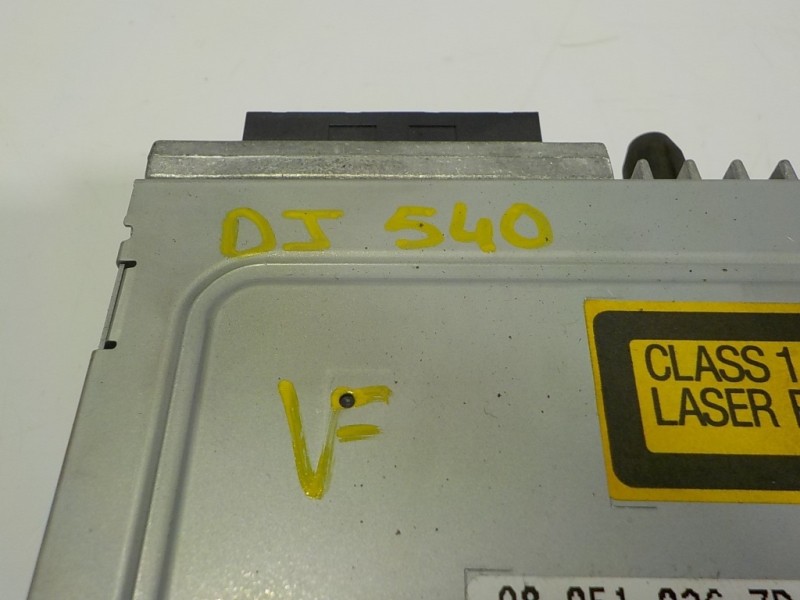 DJ 540
VF
CLASS 1
LASER